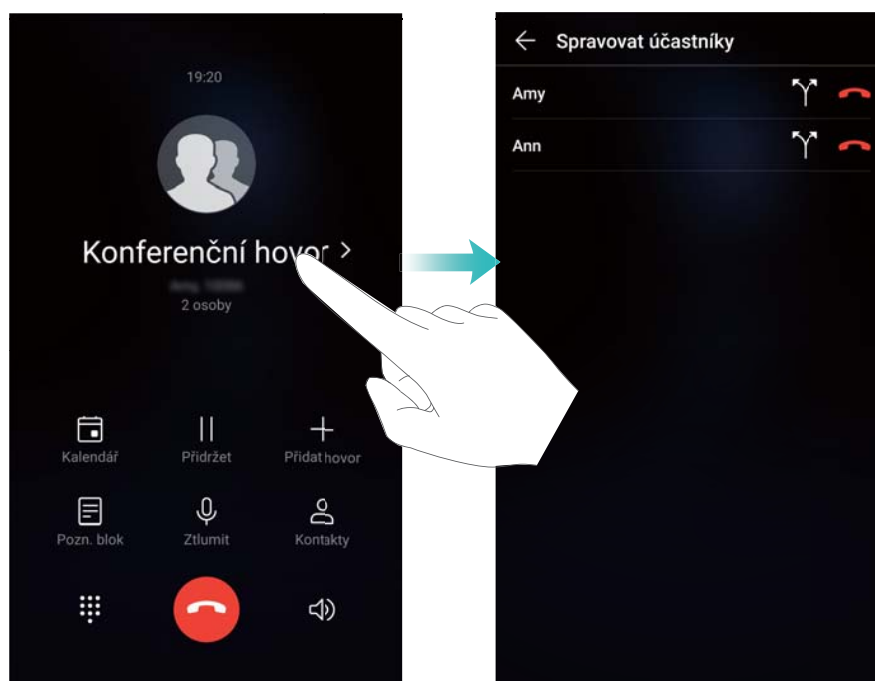 19:20
Konferenční hovor >
2 osoby
Kalendář
Přidržet
Přidat hovor
Pozn. blok
Ztlumit
Kontakty
Spravovat účastníky
Amy
Ann